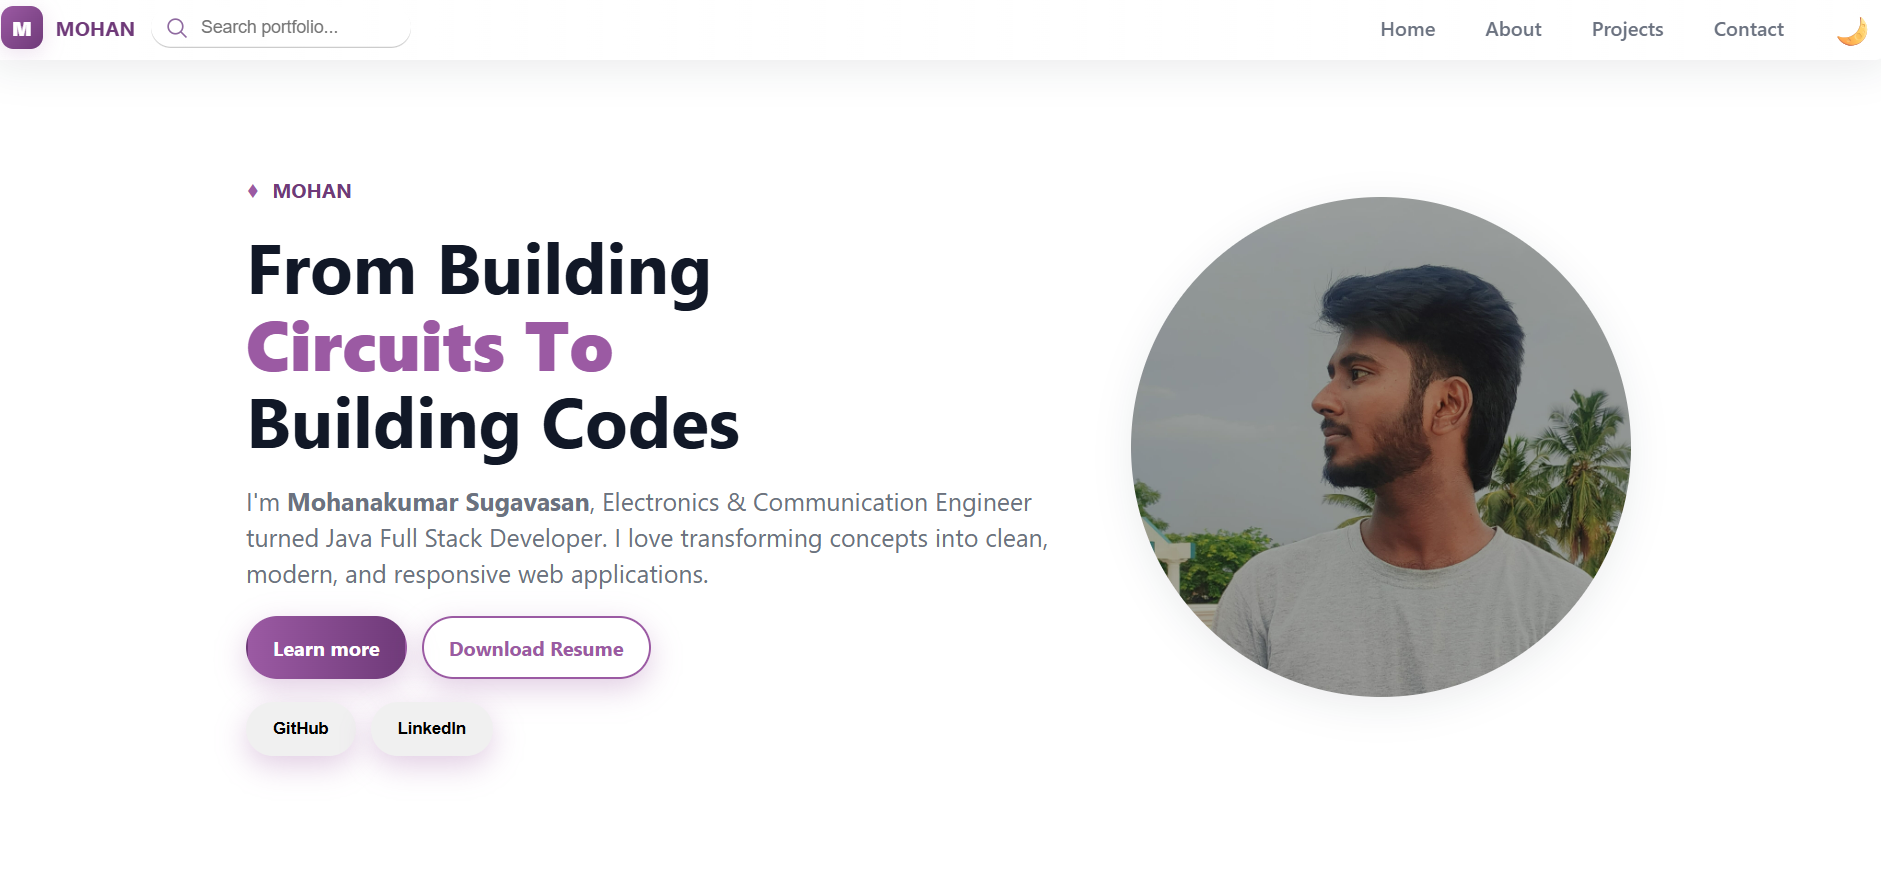 M MOHAN Search portfolio... Home About Projects Contact
♦ MOHAN
From Building
Circuits To
Building Codes
I'm Mohanakumar Sugavasan, Electronics & Communication Engineer
turned Java Full Stack Developer. I love transforming concepts into clean,
modern, and responsive web applications.
Learn more Download Resume
GitHub LinkedIn